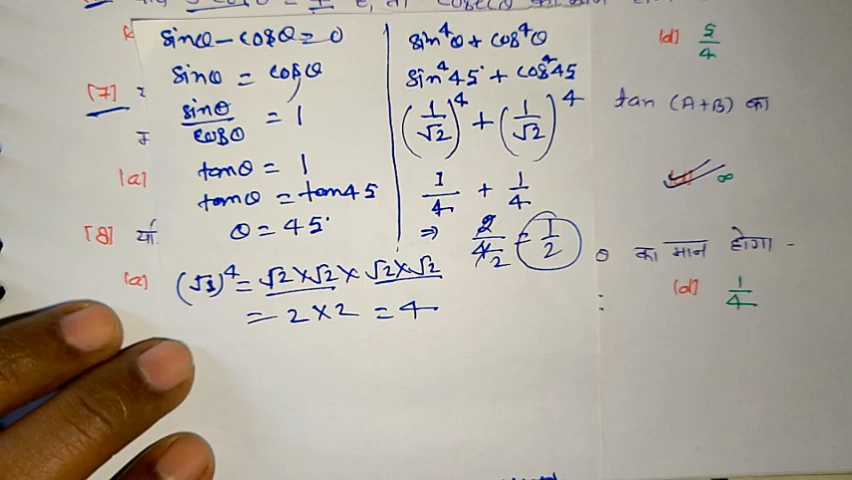 cosecθ का मान
[d] 5/4
sinθ - cosθ = 0
sinθ = cosθ
sinθ/cosθ = 1
tanθ = 1
tanθ = tan45
θ = 45°
(√2)⁴ = √2×√2 × √2×√2
= 2×2 = 4
sin⁴θ + cos⁴θ
sin⁴45° + cos⁴45
(1/√2)⁴ + (1/√2)⁴
1/4 + 1/4
⇒ 2/4 2 = 1/2
[7]
tan (A+B) का
[a]
∞
[8] या
θ का मान होगा -
[a]
[d] 1/4